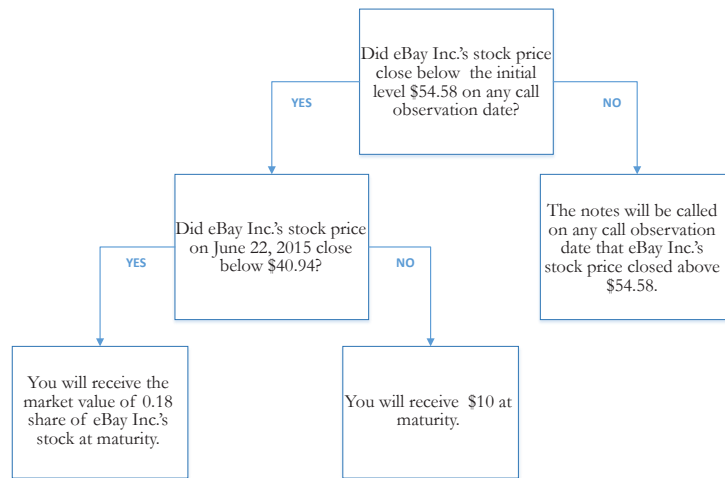 Did eBay Inc.'s stock price
close below the initial
level $54.58 on any call
observation date?
YES
NO
Did eBay Inc.'s stock price
on June 22, 2015 close
below $40.94?
The notes will be called
on any call observation
date that eBay Inc.'s
stock price closed above
$54.58.
YES
NO
You will receive the
market value of 0.18
share of eBay Inc.'s
stock at maturity.
You will receive $10 at
maturity.